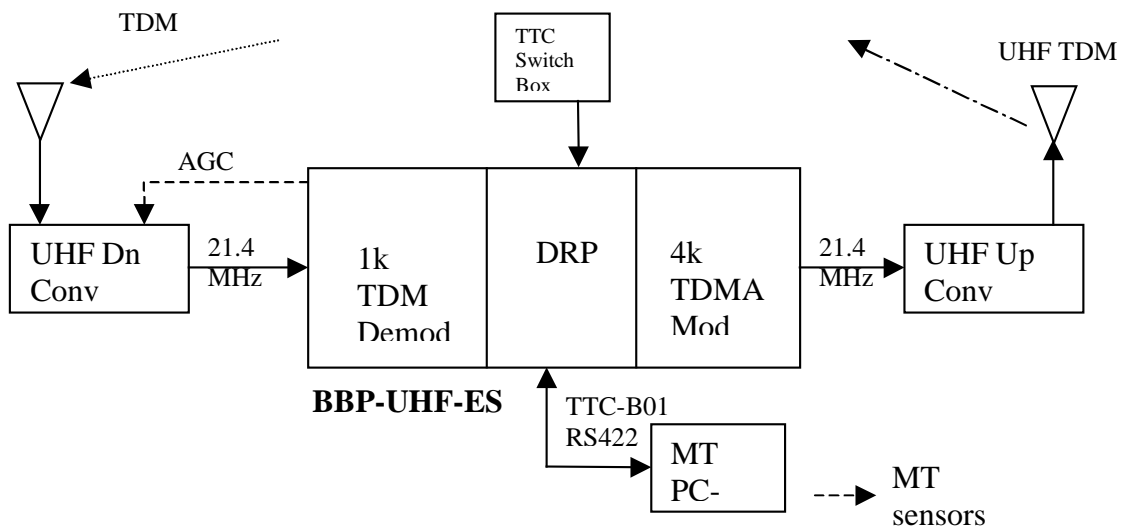 TDM
TTC
Switch
Box
UHF TDM
AGC
UHF Dn
Conv
21.4
MHz
1k
TDM
Demod
DRP
4k
TDMA
Mod
21.4
MHz
UHF Up
Conv
BBP-UHF-ES
TTC-B01
RS422
MT
PC-
MT
sensors